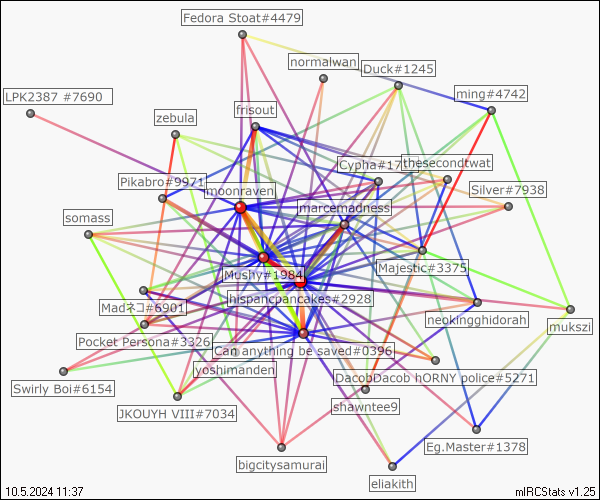 Fedora Stoat#4479
normalwan
Duck#1245
LPK2387 #7690
ming#4742
frisout
zebula
Cypha#17
thesecondtwat
Pikabro#9971
moonraven
Silver#7938
marcemadness
somass
Majestic#3375
Mushy#1984
hispancpancakes#2928
Madネコ#6901
neokingghidorah
mukszi
Pocket Persona#3326
Can anything be saved#0396
yoshimanden
DacobDacob hORNY police#5271
Swirly Boi#6154
shawntee9
JKOUYH VIII#7034
Eg.Master#1378
bigcitysamurai
eliakith
10.5.2024 11:37
mIRCStats v1.25